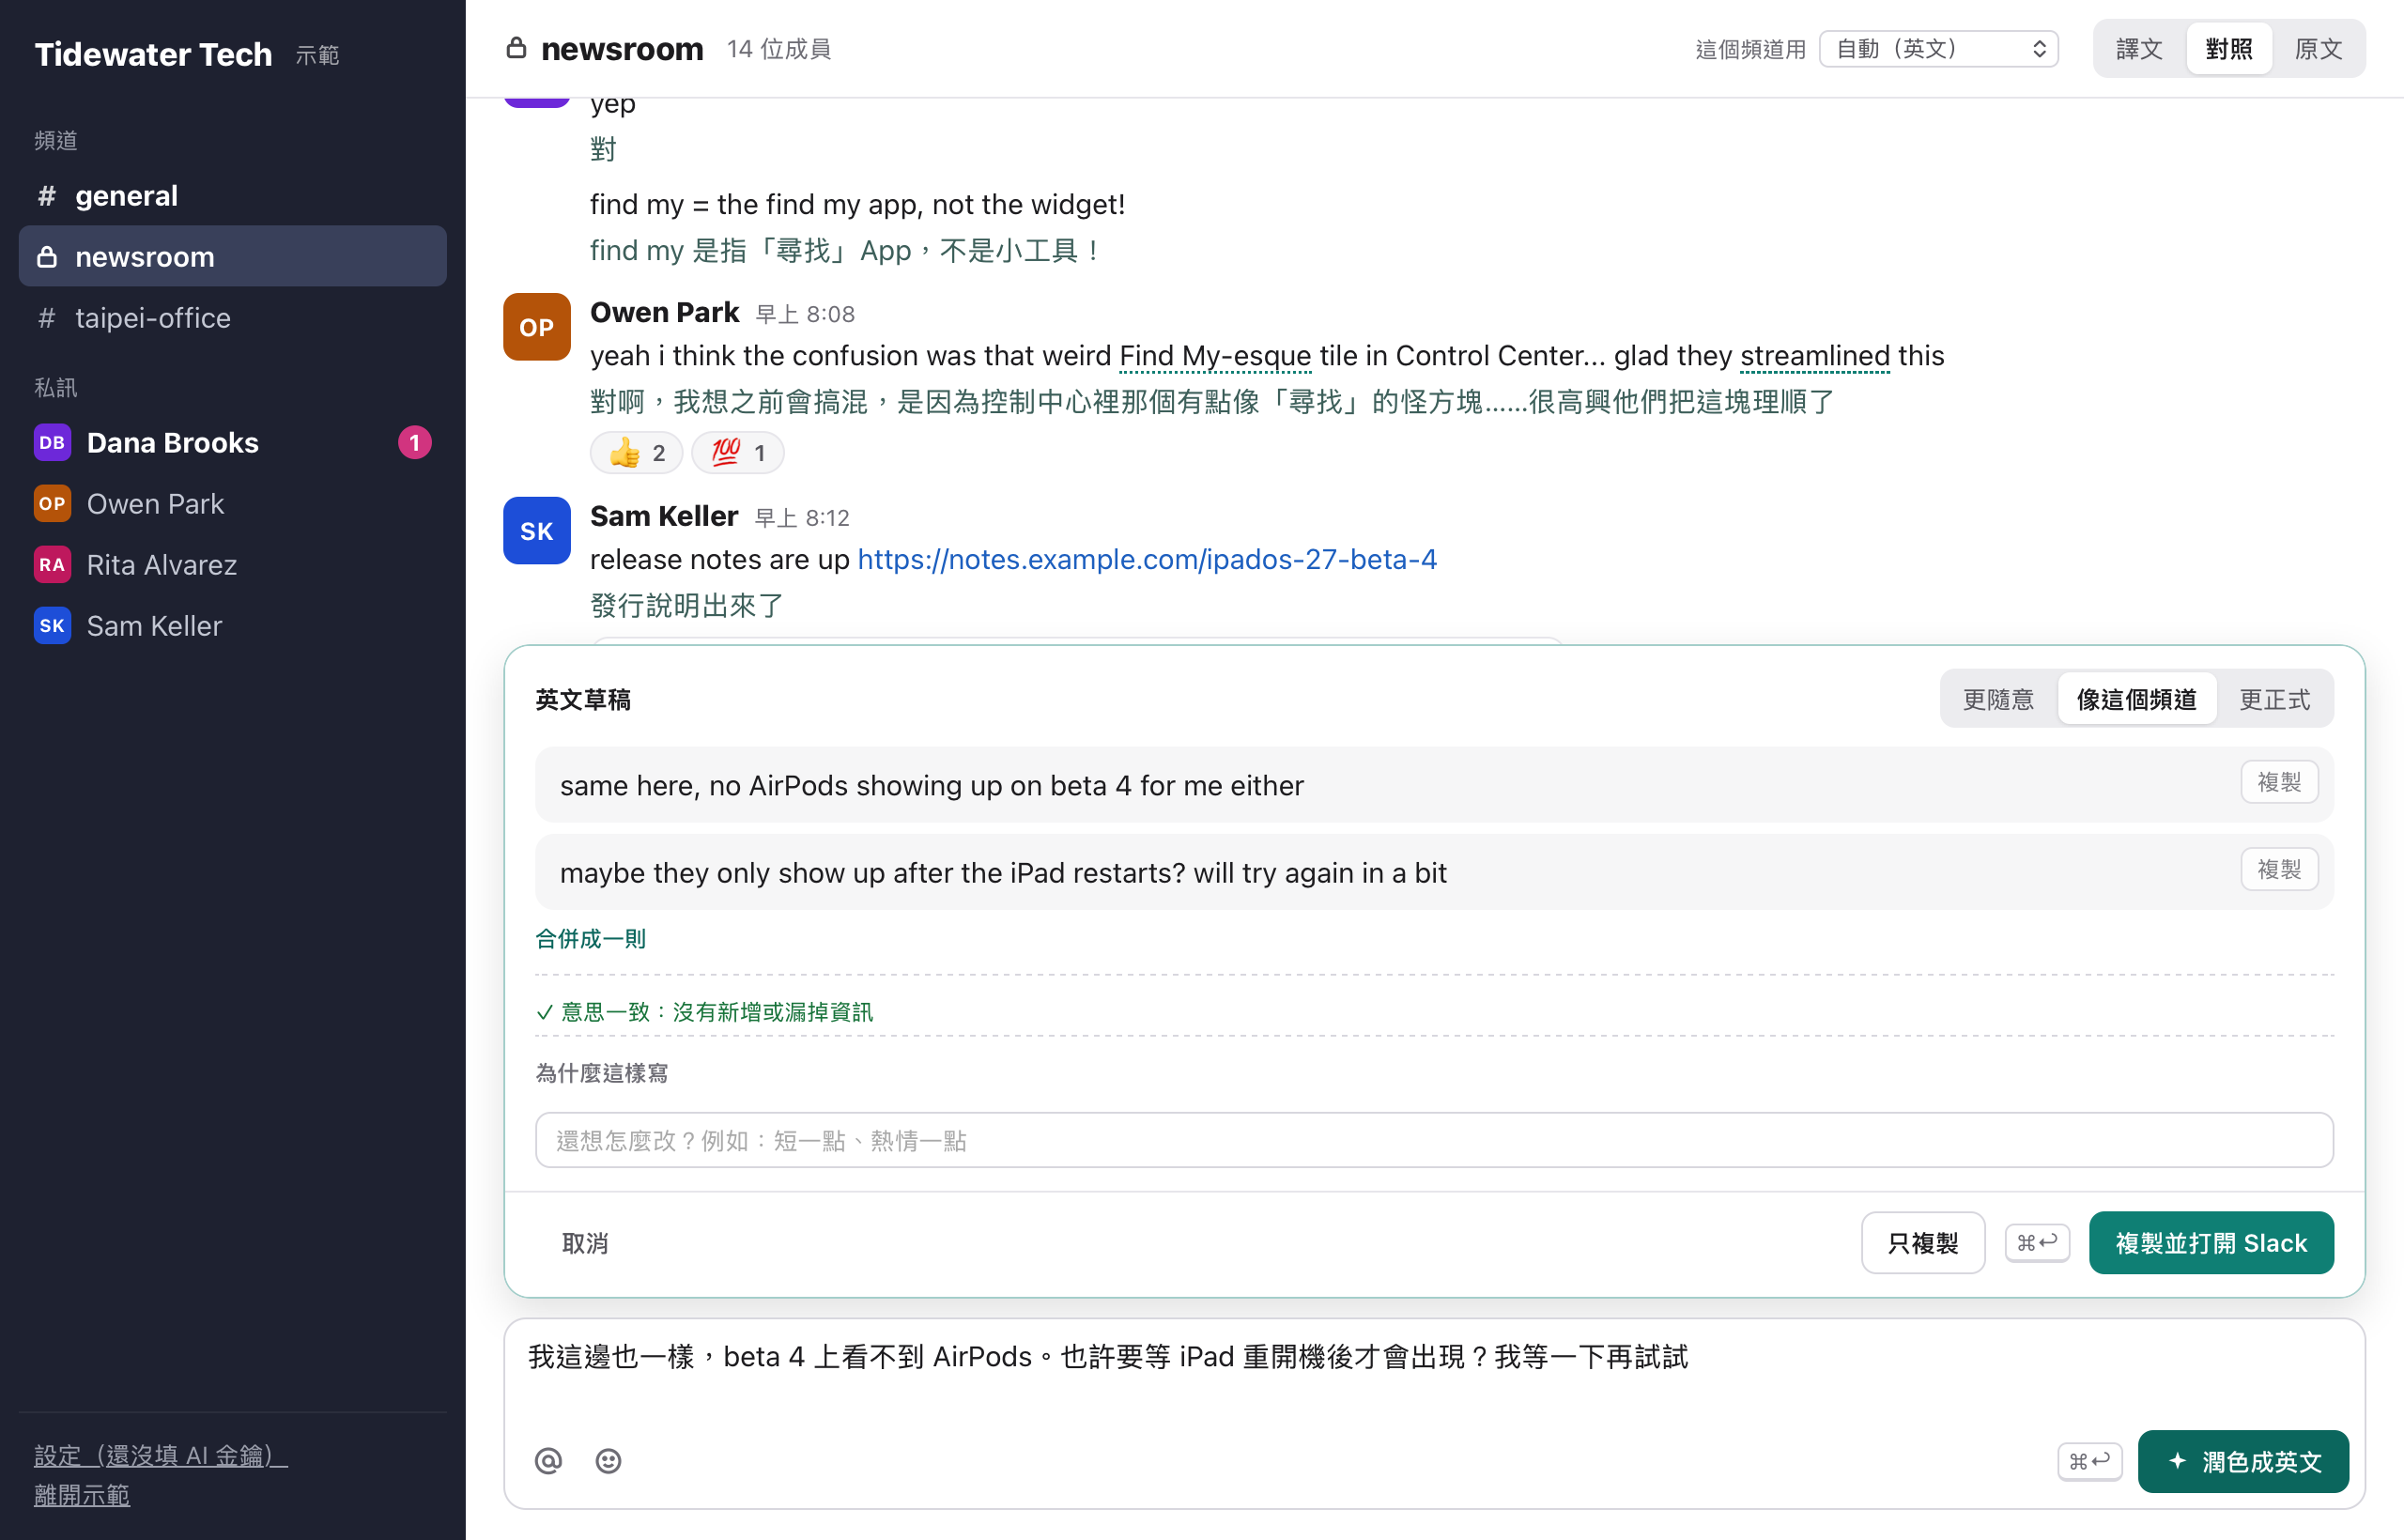 Tidewater Tech 示範
頻道
# general
newsroom
# taipei-office
私訊
DB Dana Brooks 1
OP Owen Park
RA Rita Alvarez
SK Sam Keller
設定（還沒填 AI 金鑰）
離開示範
newsroom 14 位成員
這個頻道用 自動（英文） 譯文 對照 原文
yep
對
find my = the find my app, not the widget!
find my 是指「尋找」App，不是小工具！
OP Owen Park 早上 8:08
yeah i think the confusion was that weird Find My-esque tile in Control Center... glad they streamlined this
對啊，我想之前會搞混，是因為控制中心裡那個有點像「尋找」的怪方塊……很高興他們把這塊理順了
👍 2 💯 1
SK Sam Keller 早上 8:12
release notes are up https://notes.example.com/ipados-27-beta-4
發行說明出來了
英文草稿 更隨意 像這個頻道 更正式
same here, no AirPods showing up on beta 4 for me either 複製
maybe they only show up after the iPad restarts? will try again in a bit 複製
合併成一則
✓ 意思一致：沒有新增或漏掉資訊
為什麼這樣寫
還想怎麼改？例如：短一點、熱情一點
取消 只複製 ⌘↩ 複製並打開 Slack
我這邊也一樣，beta 4 上看不到 AirPods。也許要等 iPad 重開機後才會出現？我等一下再試試
@ ⌘↩ 潤色成英文